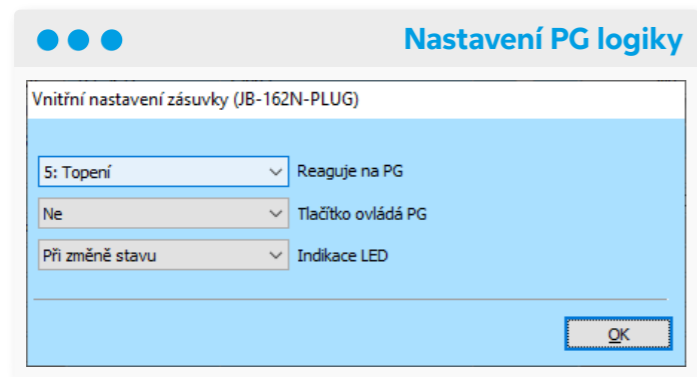 Nastavení PG logiky
Vnitřní nastavení zásuvky (JB-162N-PLUG)
5: Topení Reaguje na PG
Ne Tlačítko ovládá PG
Při změně stavu Indikace LED
OK